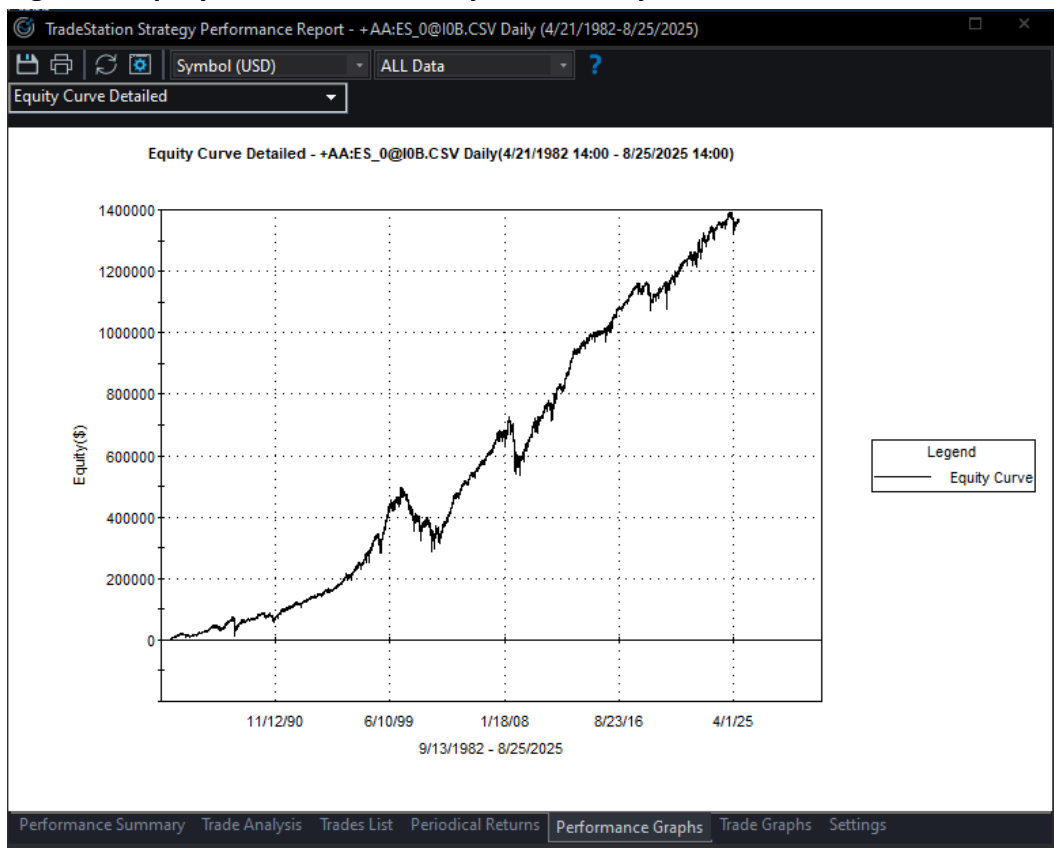 TradeStation Strategy Performance Report - +AA:ES_0@I0B.CSV Daily (4/21/1982-8/25/2025)
Symbol (USD) ALL Data ?
Equity Curve Detailed
Equity Curve Detailed - +AA:ES_0@I0B.CSV Daily(4/21/1982 14:00 - 8/25/2025 14:00)
1400000
1200000
1000000
800000
600000
400000
200000
0
Equity($)
11/12/90 6/10/99 1/18/08 8/23/16 4/1/25
9/13/1982 - 8/25/2025
Legend
Equity Curve
Performance Summary Trade Analysis Trades List Periodical Returns Performance Graphs Trade Graphs Settings